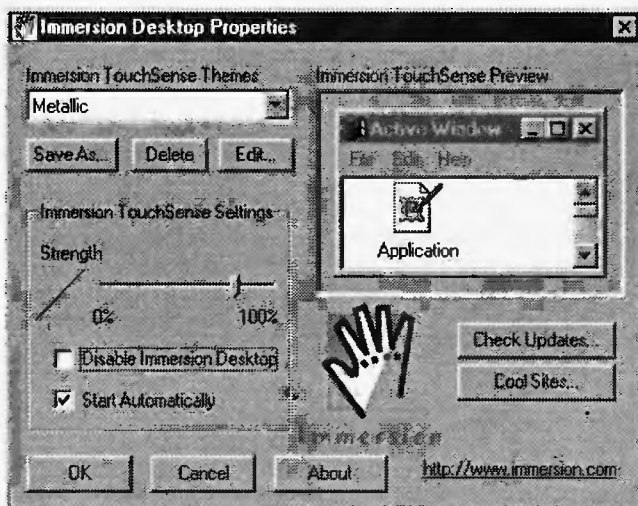 Immersion Desktop Properties
Immersion TouchSense Themes
Metallic
Save As...
Delete
Edit...
Immersion TouchSense Settings
Strength
0%
100%
Disable Immersion Desktop
Start Automatically
Immersion TouchSense Preview
Active Window
File Edit Help
Application
Immersion
Check Updates...
Cool Sites...
OK
Cancel
About
http://www.immersion.com